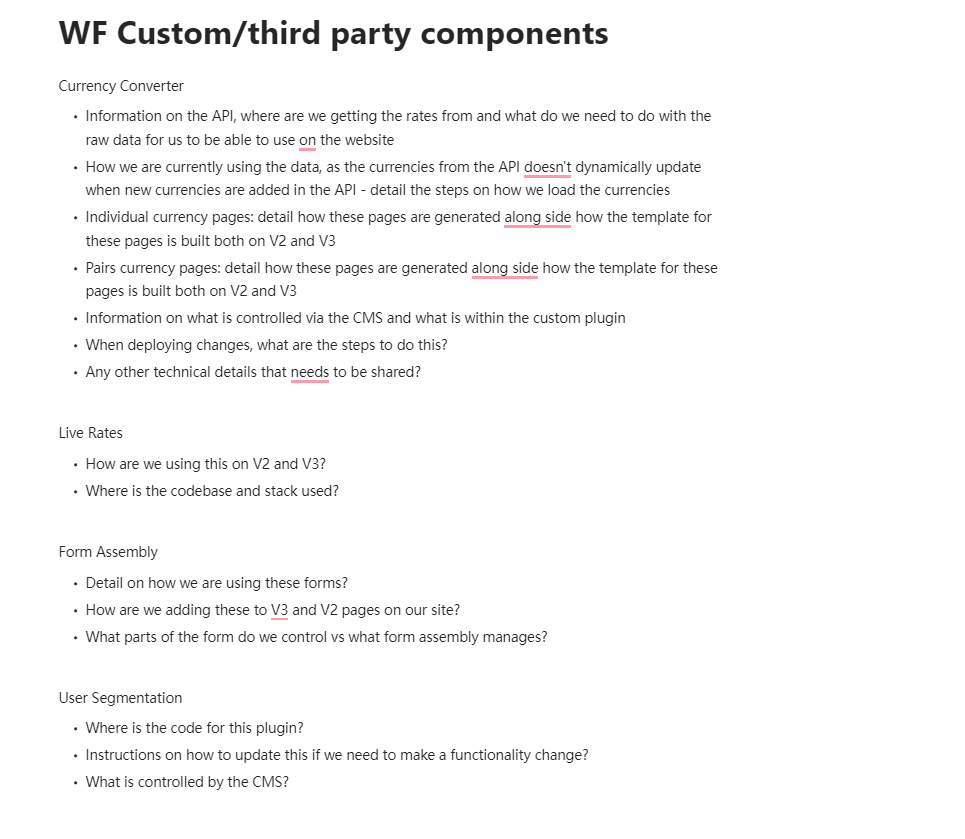 WF Custom/third party components
Currency Converter
• Information on the API, where are we getting the rates from and what do we need to do with the
raw data for us to be able to use on the website
• How we are currently using the data, as the currencies from the API doesn't dynamically update
when new currencies are added in the API - detail the steps on how we load the currencies
• Individual currency pages: detail how these pages are generated along side how the template for
these pages is built both on V2 and V3
• Pairs currency pages: detail how these pages are generated along side how the template for these
pages is built both on V2 and V3
• Information on what is controlled via the CMS and what is within the custom plugin
• When deploying changes, what are the steps to do this?
• Any other technical details that needs to be shared?
Live Rates
• How are we using this on V2 and V3?
• Where is the codebase and stack used?
Form Assembly
• Detail on how we are using these forms?
• How are we adding these to V3 and V2 pages on our site?
• What parts of the form do we control vs what form assembly manages?
User Segmentation
• Where is the code for this plugin?
• Instructions on how to update this if we need to make a functionality change?
• What is controlled by the CMS?